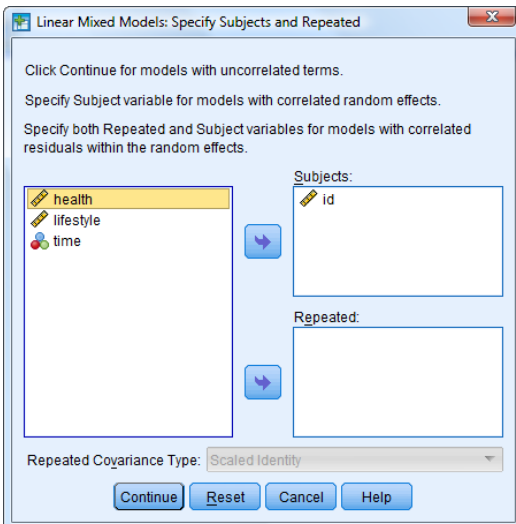 Linear Mixed Models: Specify Subjects and Repeated
Click Continue for models with uncorrelated terms.
Specify Subject variable for models with correlated random effects.
Specify both Repeated and Subject variables for models with correlated
residuals within the random effects.
health
lifestyle
time
Subjects:
id
Repeated:
Repeated Covariance Type: Scaled Identity
Continue Reset Cancel Help